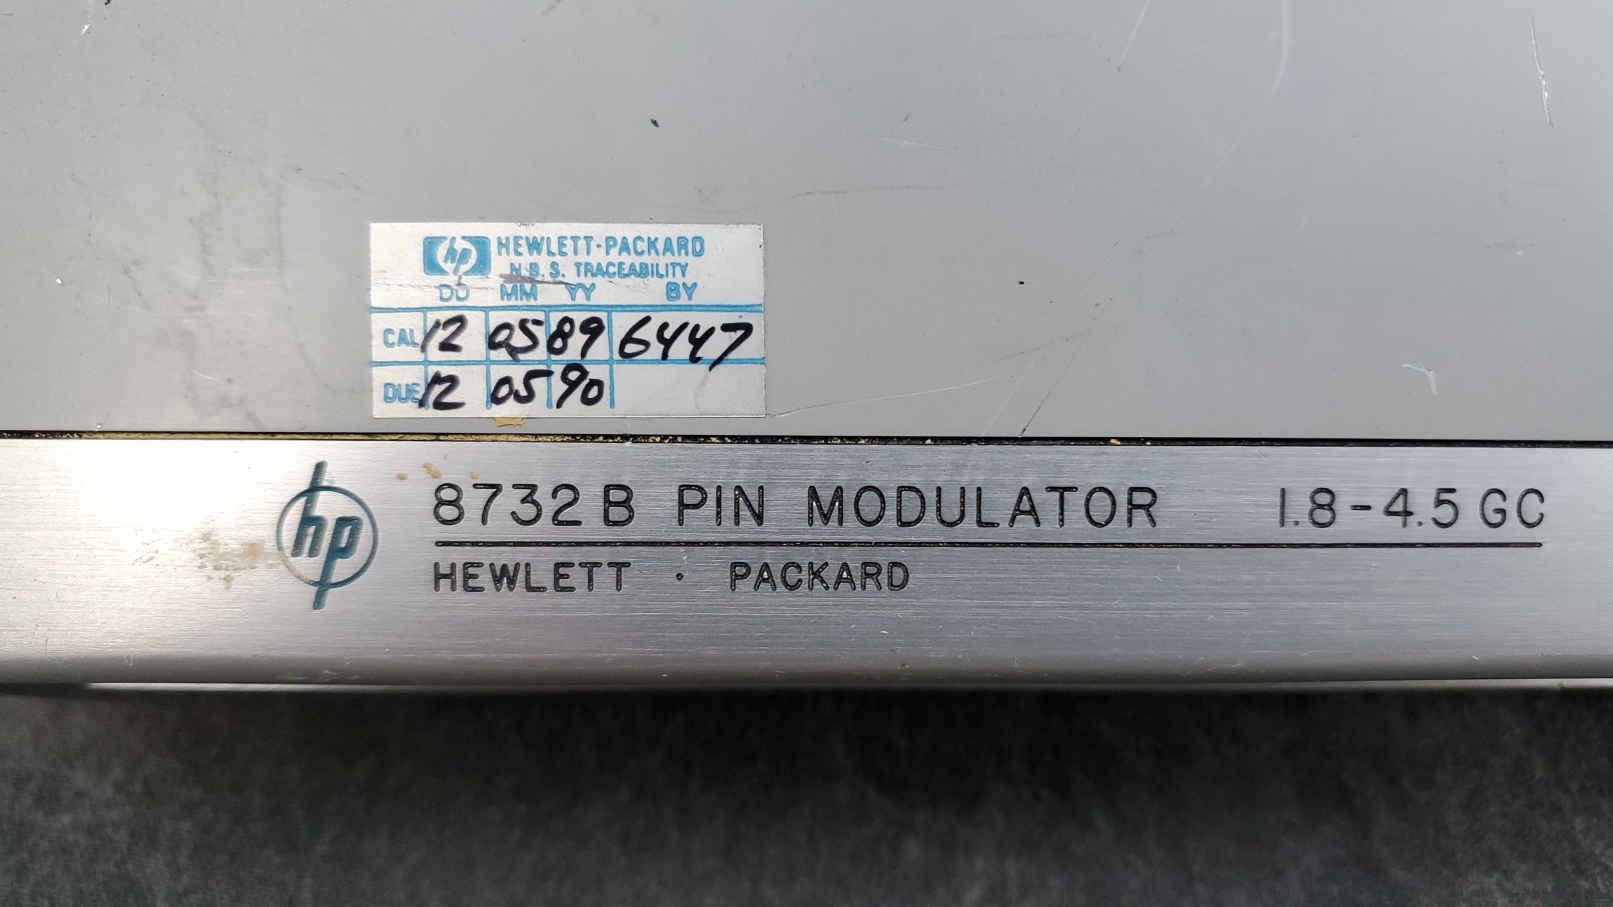 hp HEWLETT·PACKARD
N.B.S. TRACEABILITY
DD MM YY BY
CAL 12 05 89 6447
DUE 12 05 90
hp 8732B PIN MODULATOR 1.8-4.5 GC
HEWLETT · PACKARD